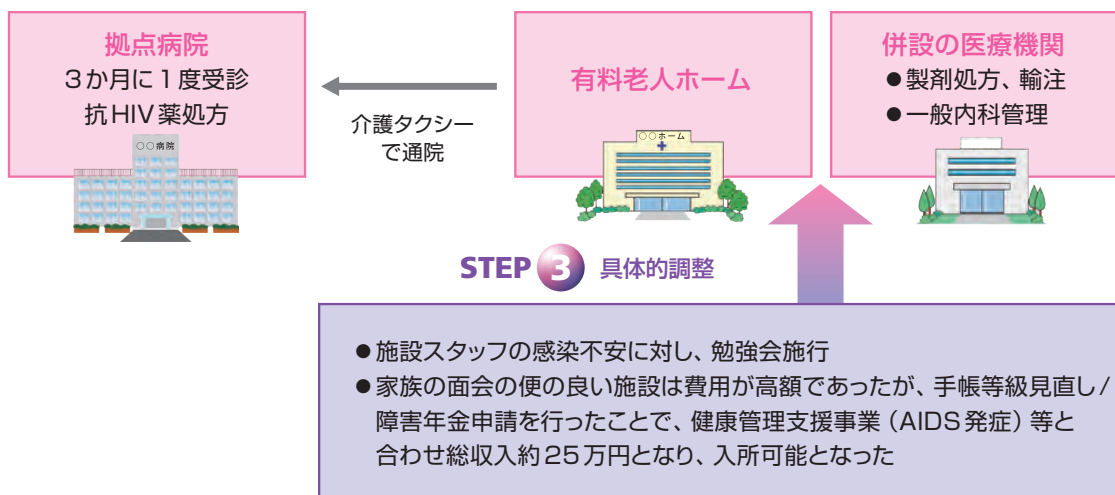 拠点病院
3か月に1度受診
抗HIV薬処方
○○病院
介護タクシー
で通院
有料老人ホーム
○○ホーム
併設の医療機関
●製剤処方、輸注
●一般内科管理
STEP 3 具体的調整
●施設スタッフの感染不安に対し、勉強会施行
●家族の面会の便の良い施設は費用が高額であったが、手帳等級見直し/
障害年金申請を行ったことで、健康管理支援事業（AIDS発症）等と
合わせ総収入約25万円となり、入所可能となった